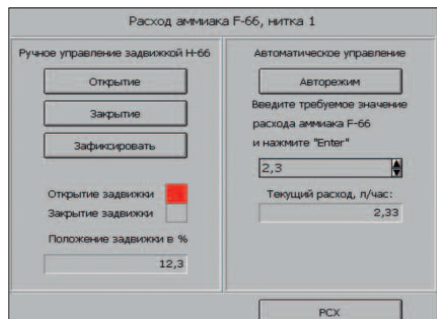 Расход аммиака F-66, нитка 1
Ручное управление задвижкой Н-66
Открытие
Закрытие
Зафиксировать
Открытие задвижки
Закрытие задвижки
Положение задвижки в %
12,3
Автоматическое управление
Авторежим
Введите требуемое значение
расхода аммиака F-66
и нажмите "Enter"
2,3
Текущий расход, л/час:
2,33
РСХ